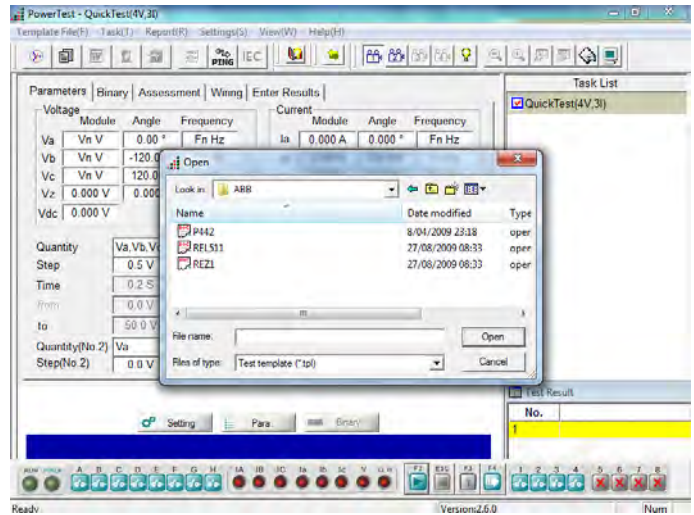 PowerTest - QuickTest(4V,3I)
Template File(F) Task(T) Report(R) Settings(S) View(W) Help(H)
PING IEC
Parameters Binary Assessment Wiring Enter Results
Task List
QuickTest(4V,3I)
Voltage
Module Angle Frequency
Current
Module Angle Frequency
Va Vn V 0.00 ° Fn Hz
Ia 0.000 A 0.000 ° Fn Hz
Vb Vn V -120.0
Vc Vn V 120.0
Vz 0.000 V 0.000
Vdc 0.000 V
Open
Look in: ABB
Name Date modified Type
P442 8/04/2009 23:18 oper
REL511 27/08/2009 08:33 oper
REZ1 27/08/2009 08:33 oper
File name: Open
Files of type: Test template (*.tpl) Cancel
Quantity Va,Vb,Vc
Step 0.5 V
Time 0.2 S
from 0.0 V
to 50.0 V
Quantity(No.2) Va
Step(No.2) 0.0 V
Setting Para. Binary
Test Result
No.
1
RUN A B C D E F G H IA IB IC Ia Ib Ic V F2 ESC F3 F4 1 2 3 4 5 6 7 8
Ready Version:2.6.0 Num